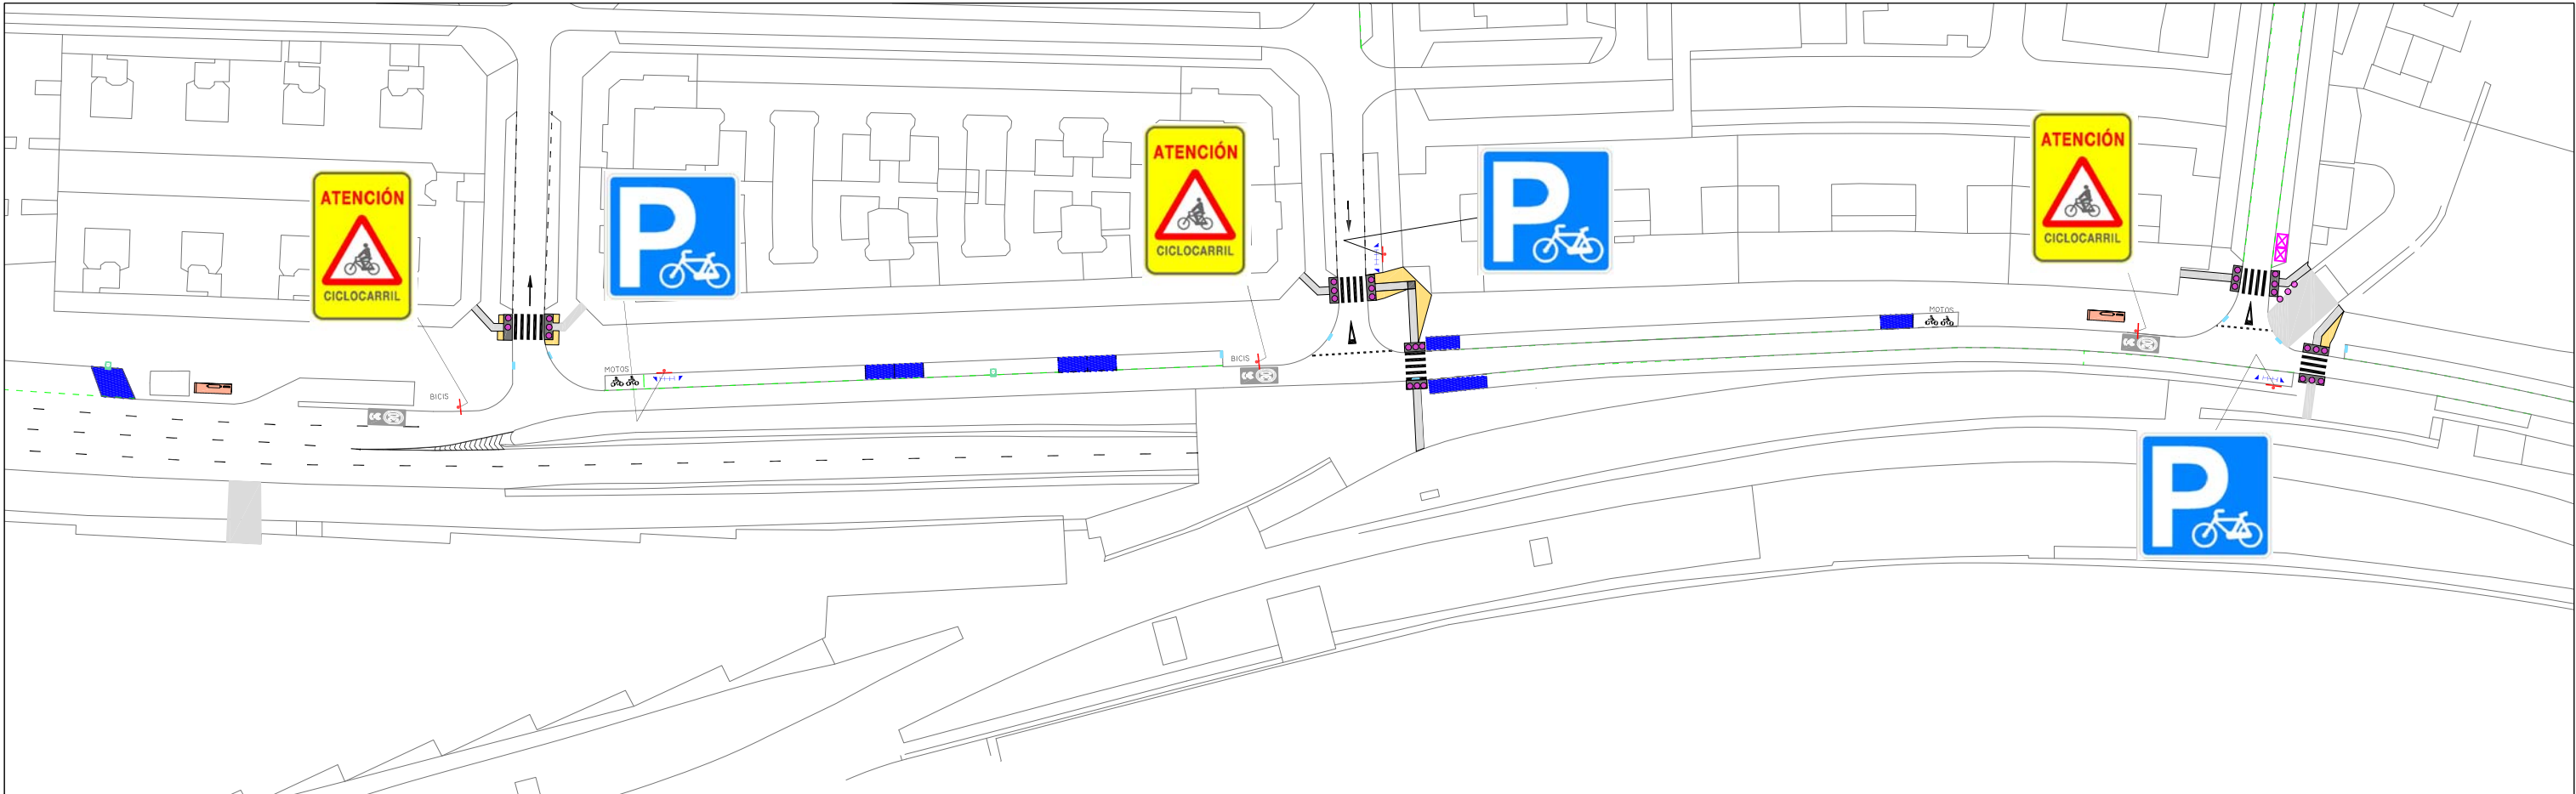 ATENCIÓN
CICLOCARRIL
P
ATENCIÓN
CICLOCARRIL
P
ATENCIÓN
CICLOCARRIL
MOTOS
BICIS
MOTOS
BICIS
P